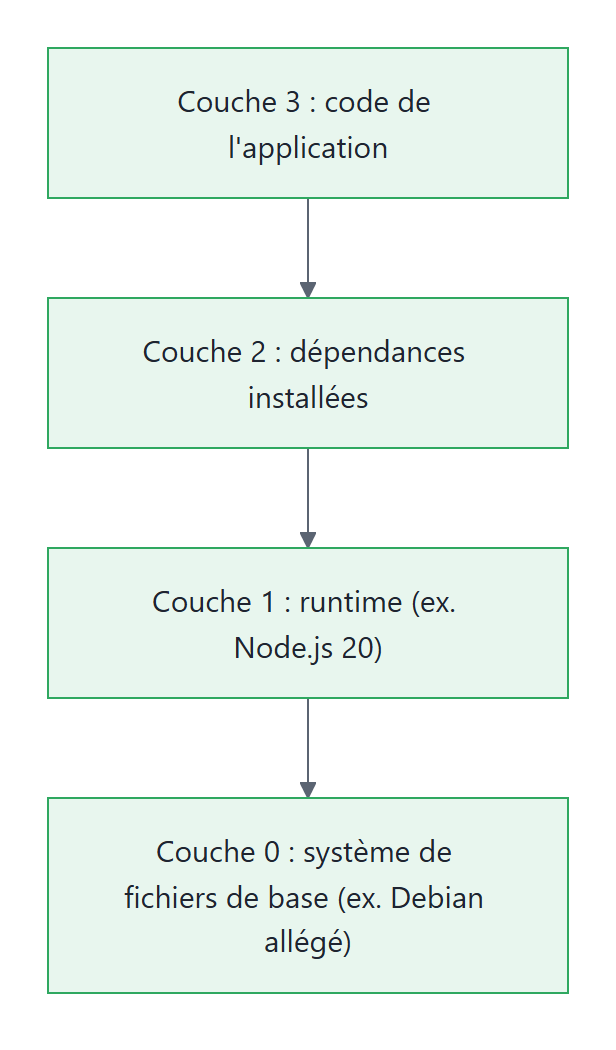 Couche 3 : code de
l'application
Couche 2 : dépendances
installées
Couche 1 : runtime (ex.
Node.js 20)
Couche 0 : système de
fichiers de base (ex. Debian
allégé)